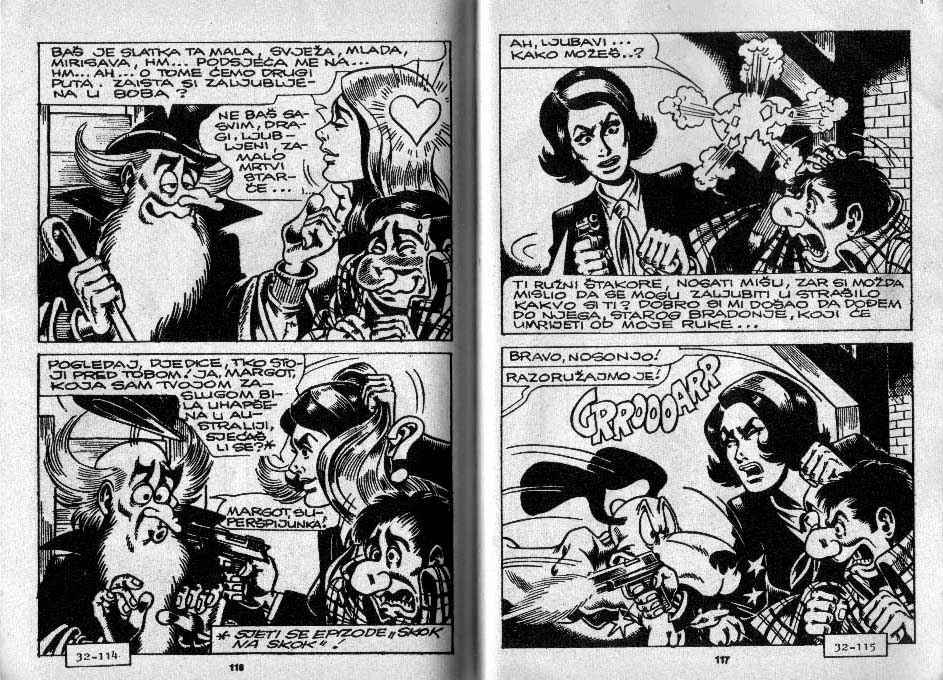 BAŠ JE SLATKA TA MALA, SVJEŽA, MLADA,
MIRISAVA, HM... PODSJEĆA ME NA...
HM... AH... O TOME ĆEMO DRUGI
PUTA. ZAISTA SI ZALJUBLJE-
NA U BOBA?
NE BAŠ SA-
SVIM, DRA-
GI, LJUB-
LJENI, ZA-
MALO
MRTVI
STAR-
ČE...
POGLEDAJ, DJEDICE, TKO STO-
JI PRED TOBOM! JA, MARGOT,
KOJA SAM TVOJOM ZA-
SLUGOM BI-
LA UHAPŠE-
NA U AU-
STRALIJI,
SJEĆAŠ
LI SE?*
MARGOT, SU-
PERŠPIJUNKA!
* SJETI SE EPIZODE „SKOK
NA SKOK"!
32-114
116
AH, LJUBAVI...
KAKO MOŽEŠ..?
TI RUŽNI ŠTAKORE, NOSATI MIŠU, ZAR SI MOŽDA
MISLIO DA SE MOGU ZALJUBITI U STRAŠILO
KAKVO SI TI? DOBRO SI MI DOŠAO DA DOĐEM
DO NJEGA, STAROG BRADONJE, KOJI ĆE
UMRIJETI OD MOJE RUKE...
BRAVO, NOSONJO!
RAZORUŽAJMO JE!
GRROOOARR
32-115
117